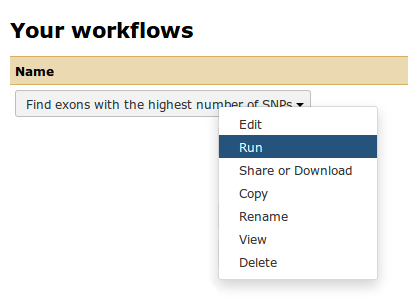 Your workflows
Name
Find exons with the highest number of SNPs
Edit
Run
Share or Download
Copy
Rename
View
Delete